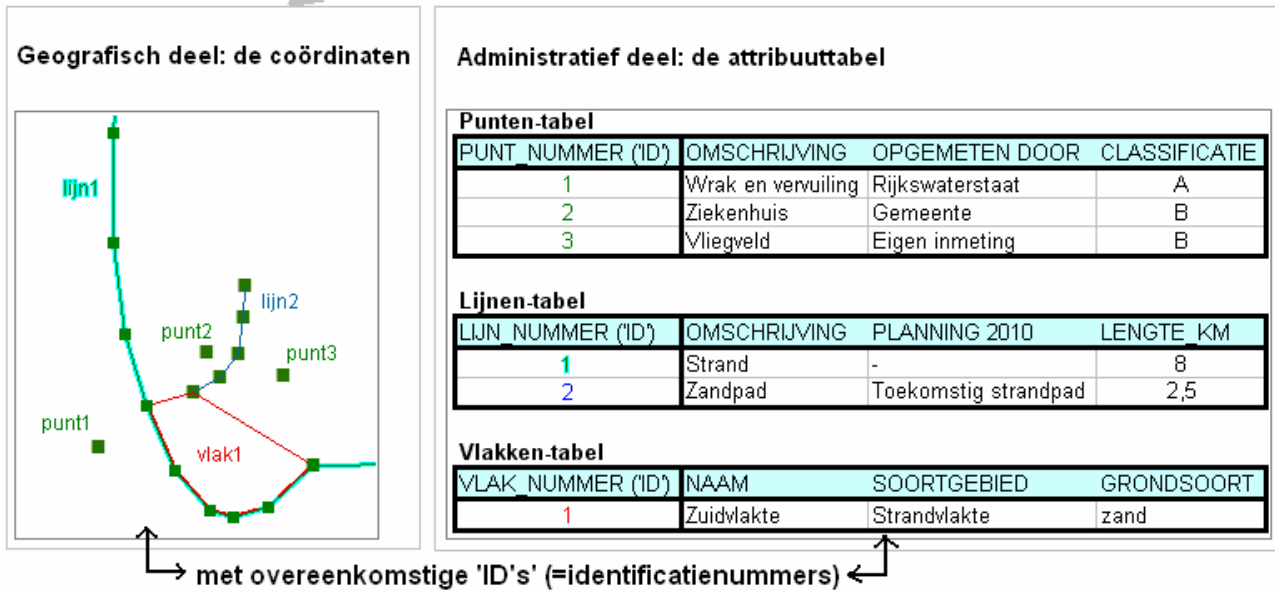 Geografisch deel: de coördinaten
lijn1
lijn2
punt2
punt3
punt1
vlak1
Administratief deel: de attribuuttabel
Punten-tabel
PUNT_NUMMER ('ID') OMSCHRIJVING OPGEMETEN DOOR CLASSIFICATIE
1 Wrak en vervuiling Rijkswaterstaat A
2 Ziekenhuis Gemeente B
3 Vliegveld Eigen inmeting B
Lijnen-tabel
LIJN_NUMMER ('ID') OMSCHRIJVING PLANNING 2010 LENGTE_KM
1 Strand - 8
2 Zandpad Toekomstig strandpad 2,5
Vlakken-tabel
VLAK_NUMMER ('ID') NAAM SOORTGEBIED GRONDSOORT
1 Zuidvlakte Strandvlakte zand
met overeenkomstige 'ID's' (=identificatienummers)